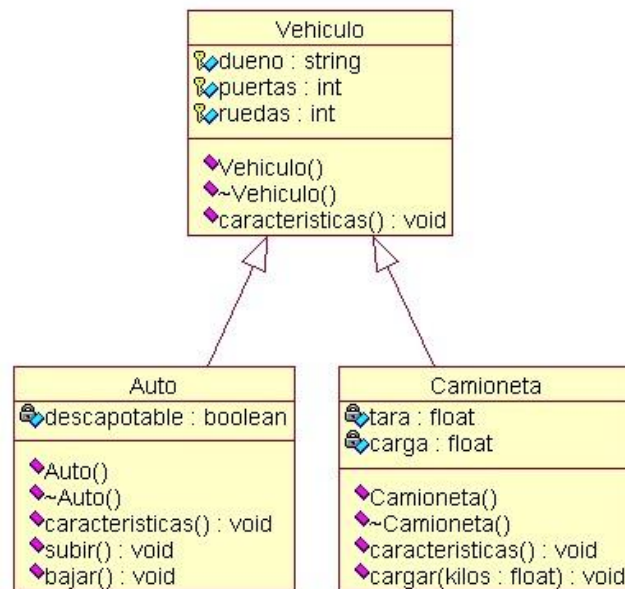 Vehiculo
dueno : string
puertas : int
ruedas : int
Vehiculo()
~Vehiculo()
caracteristicas() : void
Auto
descapotable : boolean
Auto()
~Auto()
caracteristicas() : void
subir() : void
bajar() : void
Camioneta
tara : float
carga : float
Camioneta()
~Camioneta()
caracteristicas() : void
cargar(kilos : float) : void